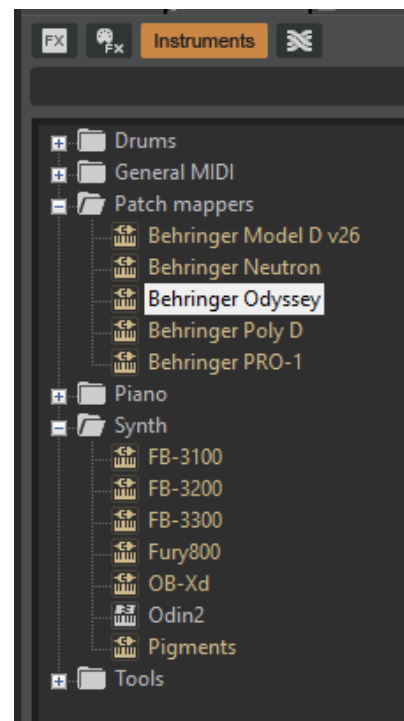 FX FX Instruments
Drums
General MIDI
Patch mappers
Behringer Model D v26
Behringer Neutron
Behringer Odyssey
Behringer Poly D
Behringer PRO-1
Piano
Synth
FB-3100
FB-3200
FB-3300
Fury800
OB-Xd
Odin2
Pigments
Tools